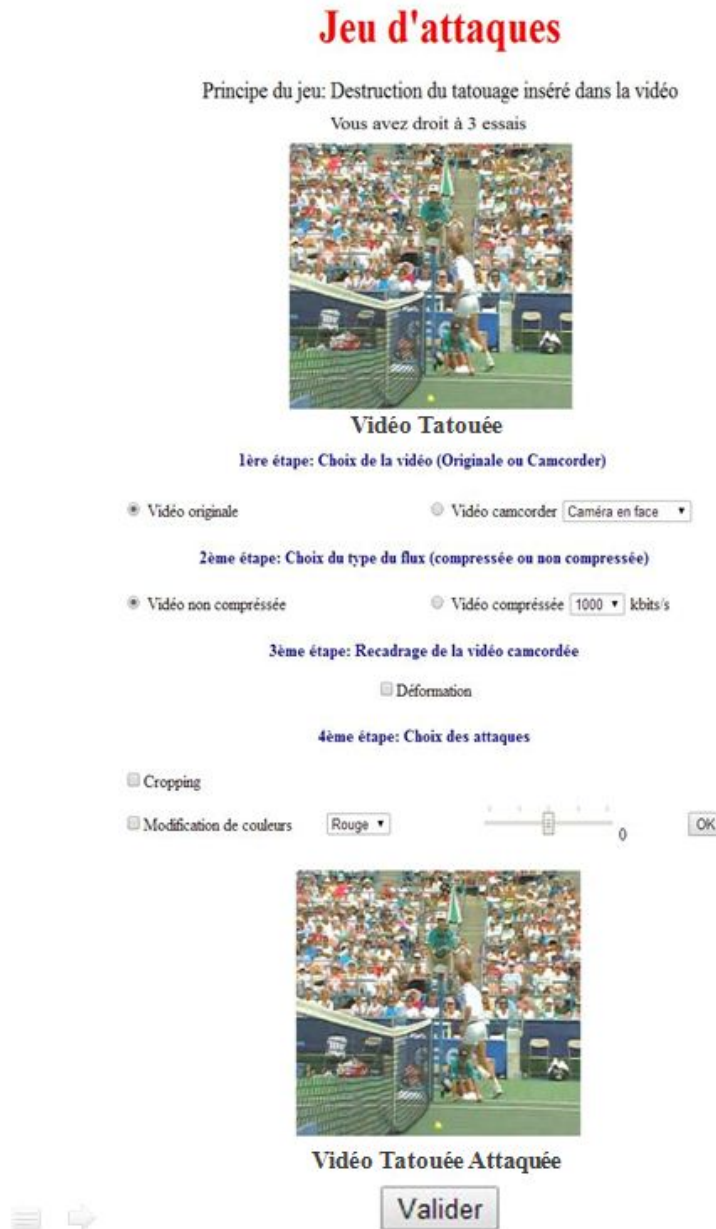 Jeu d'attaques
Principe du jeu: Destruction du tatouage inséré dans la vidéo
Vous avez droit à 3 essais
Vidéo Tatouée
1ère étape: Choix de la vidéo (Originale ou Camcorder)
Vidéo originale Vidéo camcorder Caméra en face
2ème étape: Choix du type du flux (compressée ou non compressée)
Vidéo non compréssée Vidéo compréssée 1000 kbits/s
3ème étape: Recadrage de la vidéo camcordée
Déformation
4ème étape: Choix des attaques
Cropping
Modification de couleurs Rouge 0 OK
Vidéo Tatouée Attaquée
Valider